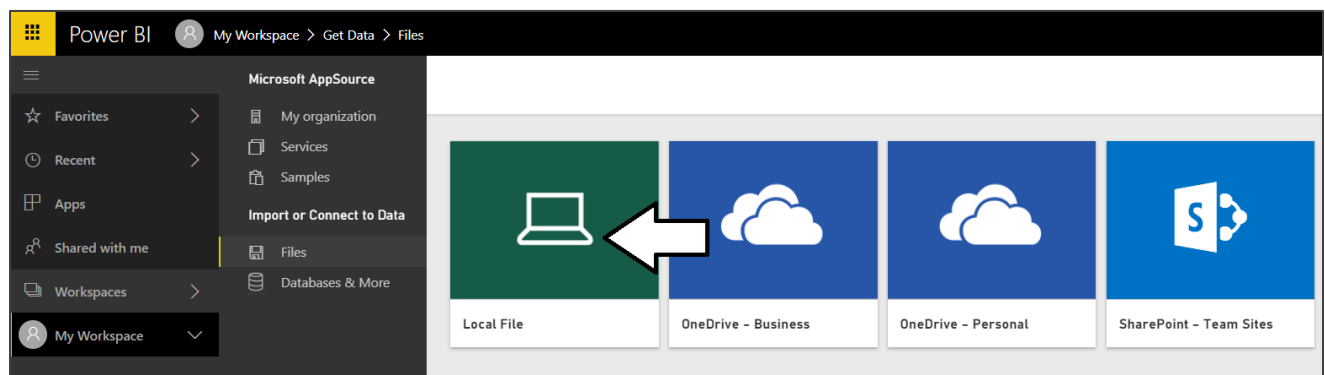 Power BI
My Workspace > Get Data > Files
Favorites
Recent
Apps
Shared with me
Workspaces
My Workspace
Microsoft AppSource
My organization
Services
Samples
Import or Connect to Data
Files
Databases & More
Local File
OneDrive – Business
OneDrive – Personal
S
SharePoint – Team Sites